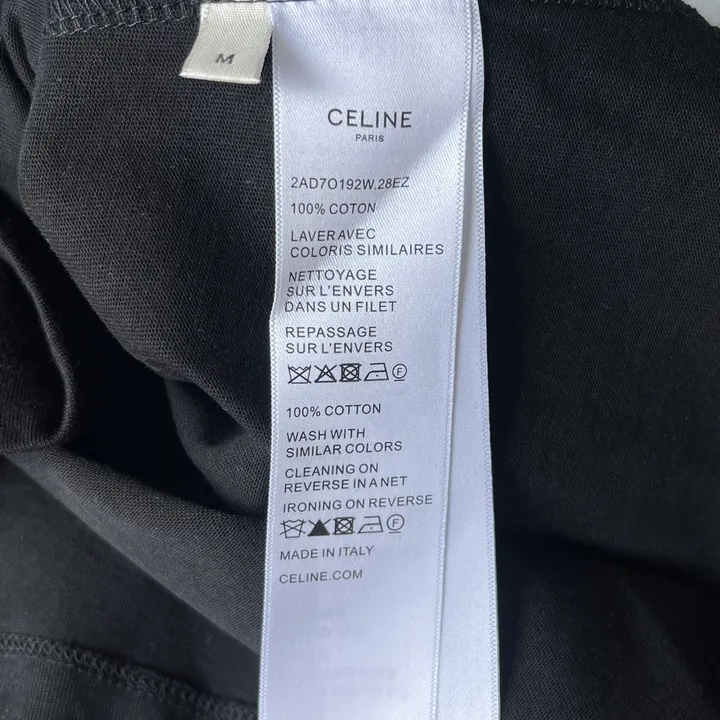 M
CELINE
PARIS
2AD7O192W.28EZ
100% COTON
LAVER AVEC
COLORIS SIMILAIRES
NETTOYAGE
SUR L'ENVERS
DANS UN FILET
REPASSAGE
SUR L'ENVERS
100% COTTON
WASH WITH
SIMILAR COLORS
CLEANING ON
REVERSE IN A NET
IRONING ON REVERSE
MADE IN ITALY
CELINE.COM